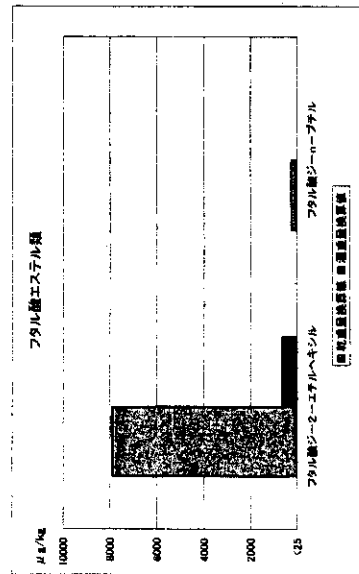 フタル酸エステル類
μg/kg
10000
8000
6000
4000
2000
<25
フタル酸ジ-2-エチルヘキシル
フタル酸ジ-n-ブチル
乾重量換算値 湿重量換算値